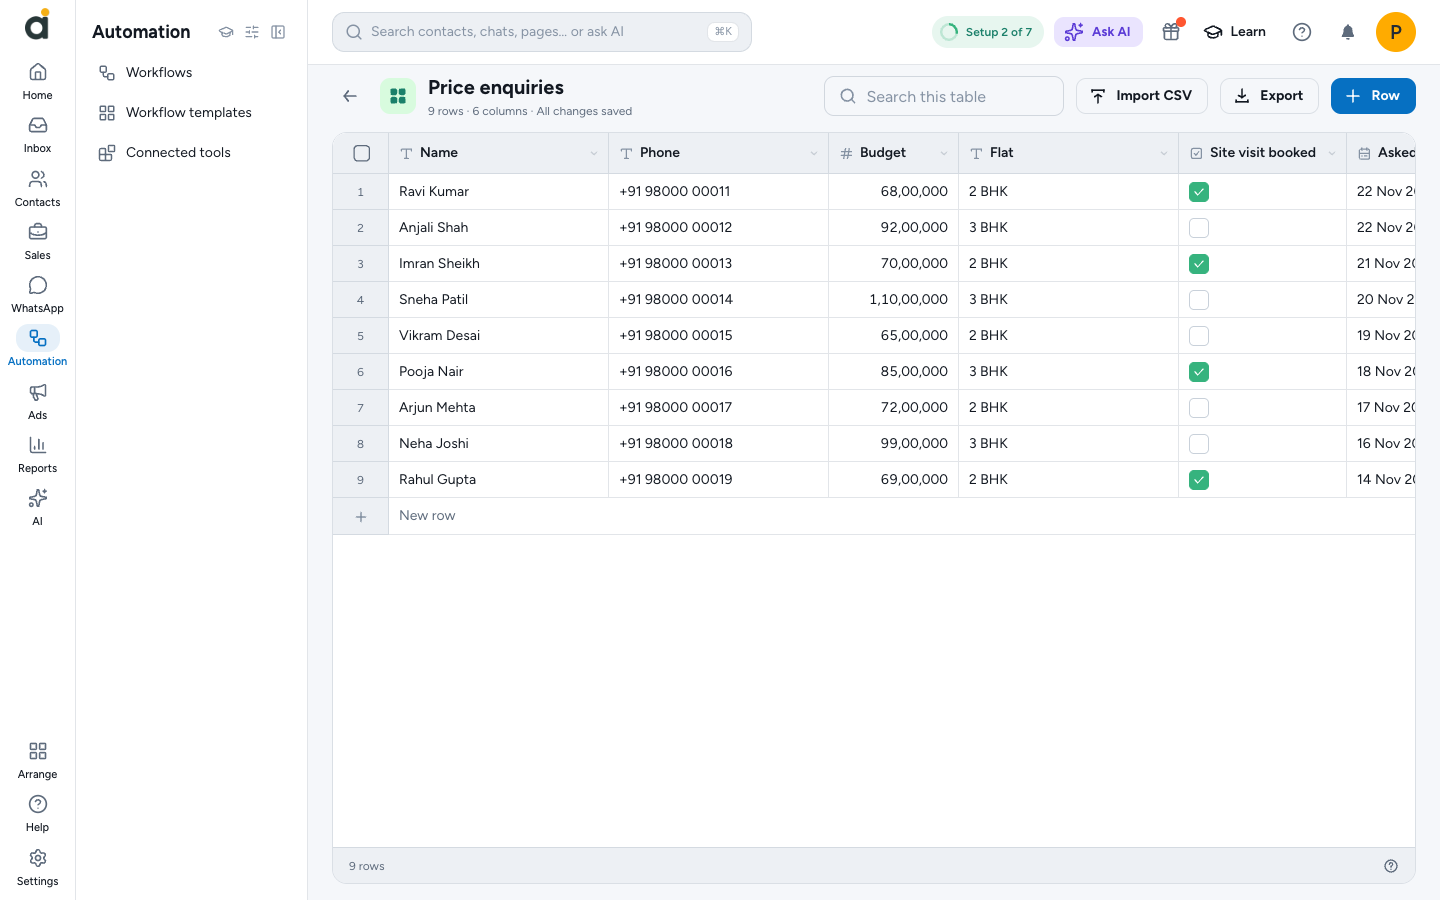 Automation
Search contacts, chats, pages... or ask AI
⌘K
Setup 2 of 7
Ask AI
Learn
P
Home
Inbox
Contacts
Sales
WhatsApp
Automation
Ads
Reports
AI
Arrange
Help
Settings
Workflows
Workflow templates
Connected tools
Price enquiries
9 rows · 6 columns · All changes saved
Search this table
Import CSV
Export
Row
Name Phone Budget Flat Site visit booked Asked
1 Ravi Kumar +91 98000 00011 68,00,000 2 BHK 22 Nov
2 Anjali Shah +91 98000 00012 92,00,000 3 BHK 22 Nov
3 Imran Sheikh +91 98000 00013 70,00,000 2 BHK 21 Nov
4 Sneha Patil +91 98000 00014 1,10,00,000 3 BHK 20 Nov
5 Vikram Desai +91 98000 00015 65,00,000 2 BHK 19 Nov
6 Pooja Nair +91 98000 00016 85,00,000 3 BHK 18 Nov
7 Arjun Mehta +91 98000 00017 72,00,000 2 BHK 17 Nov
8 Neha Joshi +91 98000 00018 99,00,000 3 BHK 16 Nov
9 Rahul Gupta +91 98000 00019 69,00,000 2 BHK 14 Nov
New row
9 rows